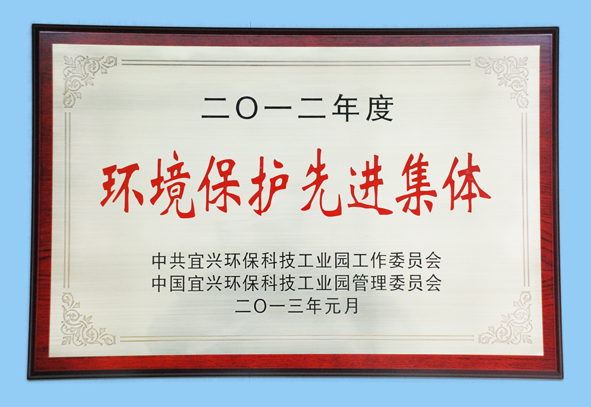 二〇一二年度
环境保护先进集体
中共宜兴环保科技工业园工作委员会
中国宜兴环保科技工业园管理委员会
二〇一三年元月